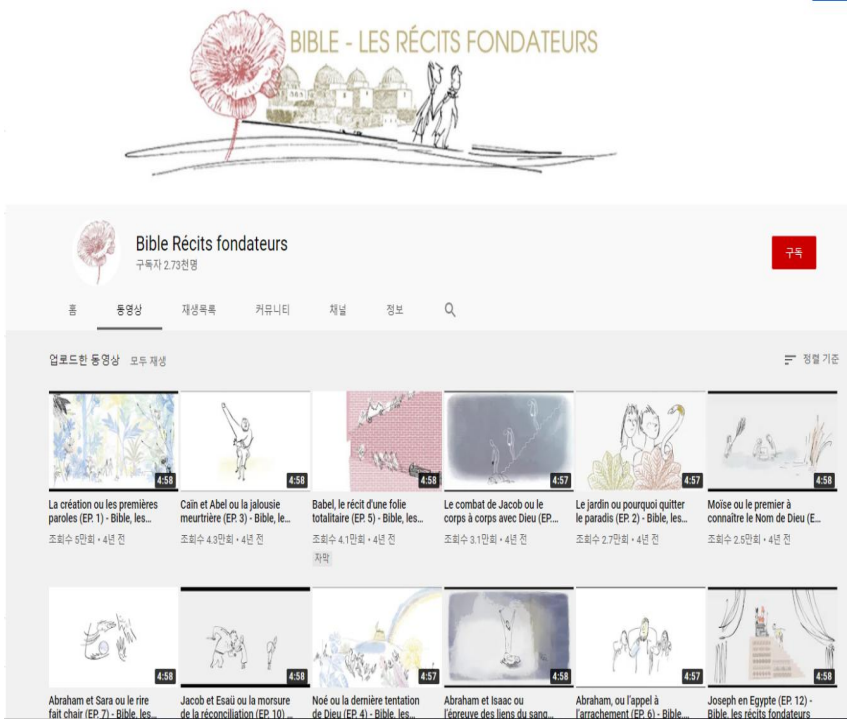 BIBLE - LES RÉCITS FONDATEURS
Bible Récits fondateurs
구독자 2.73천명
구독
홈 동영상 재생목록 커뮤니티 채널 정보
업로드한 동영상 모두 재생 정렬 기준
4:58 4:58 4:58 4:57 4:57 4:58
La création ou les premières
paroles (EP. 1) - Bible, les...
조회수 5만회 • 4년 전
Caïn et Abel ou la jalousie
meurtrière (EP. 3) - Bible, le...
조회수 4.3만회 • 4년 전
Babel, le récit d'une folie
totalitaire (EP. 5) - Bible, les...
조회수 4.1만회 • 4년 전
자막
Le combat de Jacob ou le
corps à corps avec Dieu (EP....
조회수 3.1만회 • 4년 전
Le jardin ou pourquoi quitter
le paradis (EP. 2) - Bible, les...
조회수 2.7만회 • 4년 전
Moïse ou le premier à
connaître le Nom de Dieu (E...
조회수 2.5만회 • 4년 전
4:58 4:58 4:57 4:58 4:57 4:58
Abraham et Sara ou le rire
fait chair (EP. 7) - Bible, les...
Jacob et Esaü ou la morsure
de la réconciliation (EP. 10) ...
Noé ou la dernière tentation
de Dieu (EP. 4) - Bible, les...
Abraham et Isaac ou
l'épreuve des liens du sang...
Abraham, ou l'appel à
l'arrachement (EP. 6) - Bible,...
Joseph en Egypte (EP. 12) -
Bible, les récits fondateurs